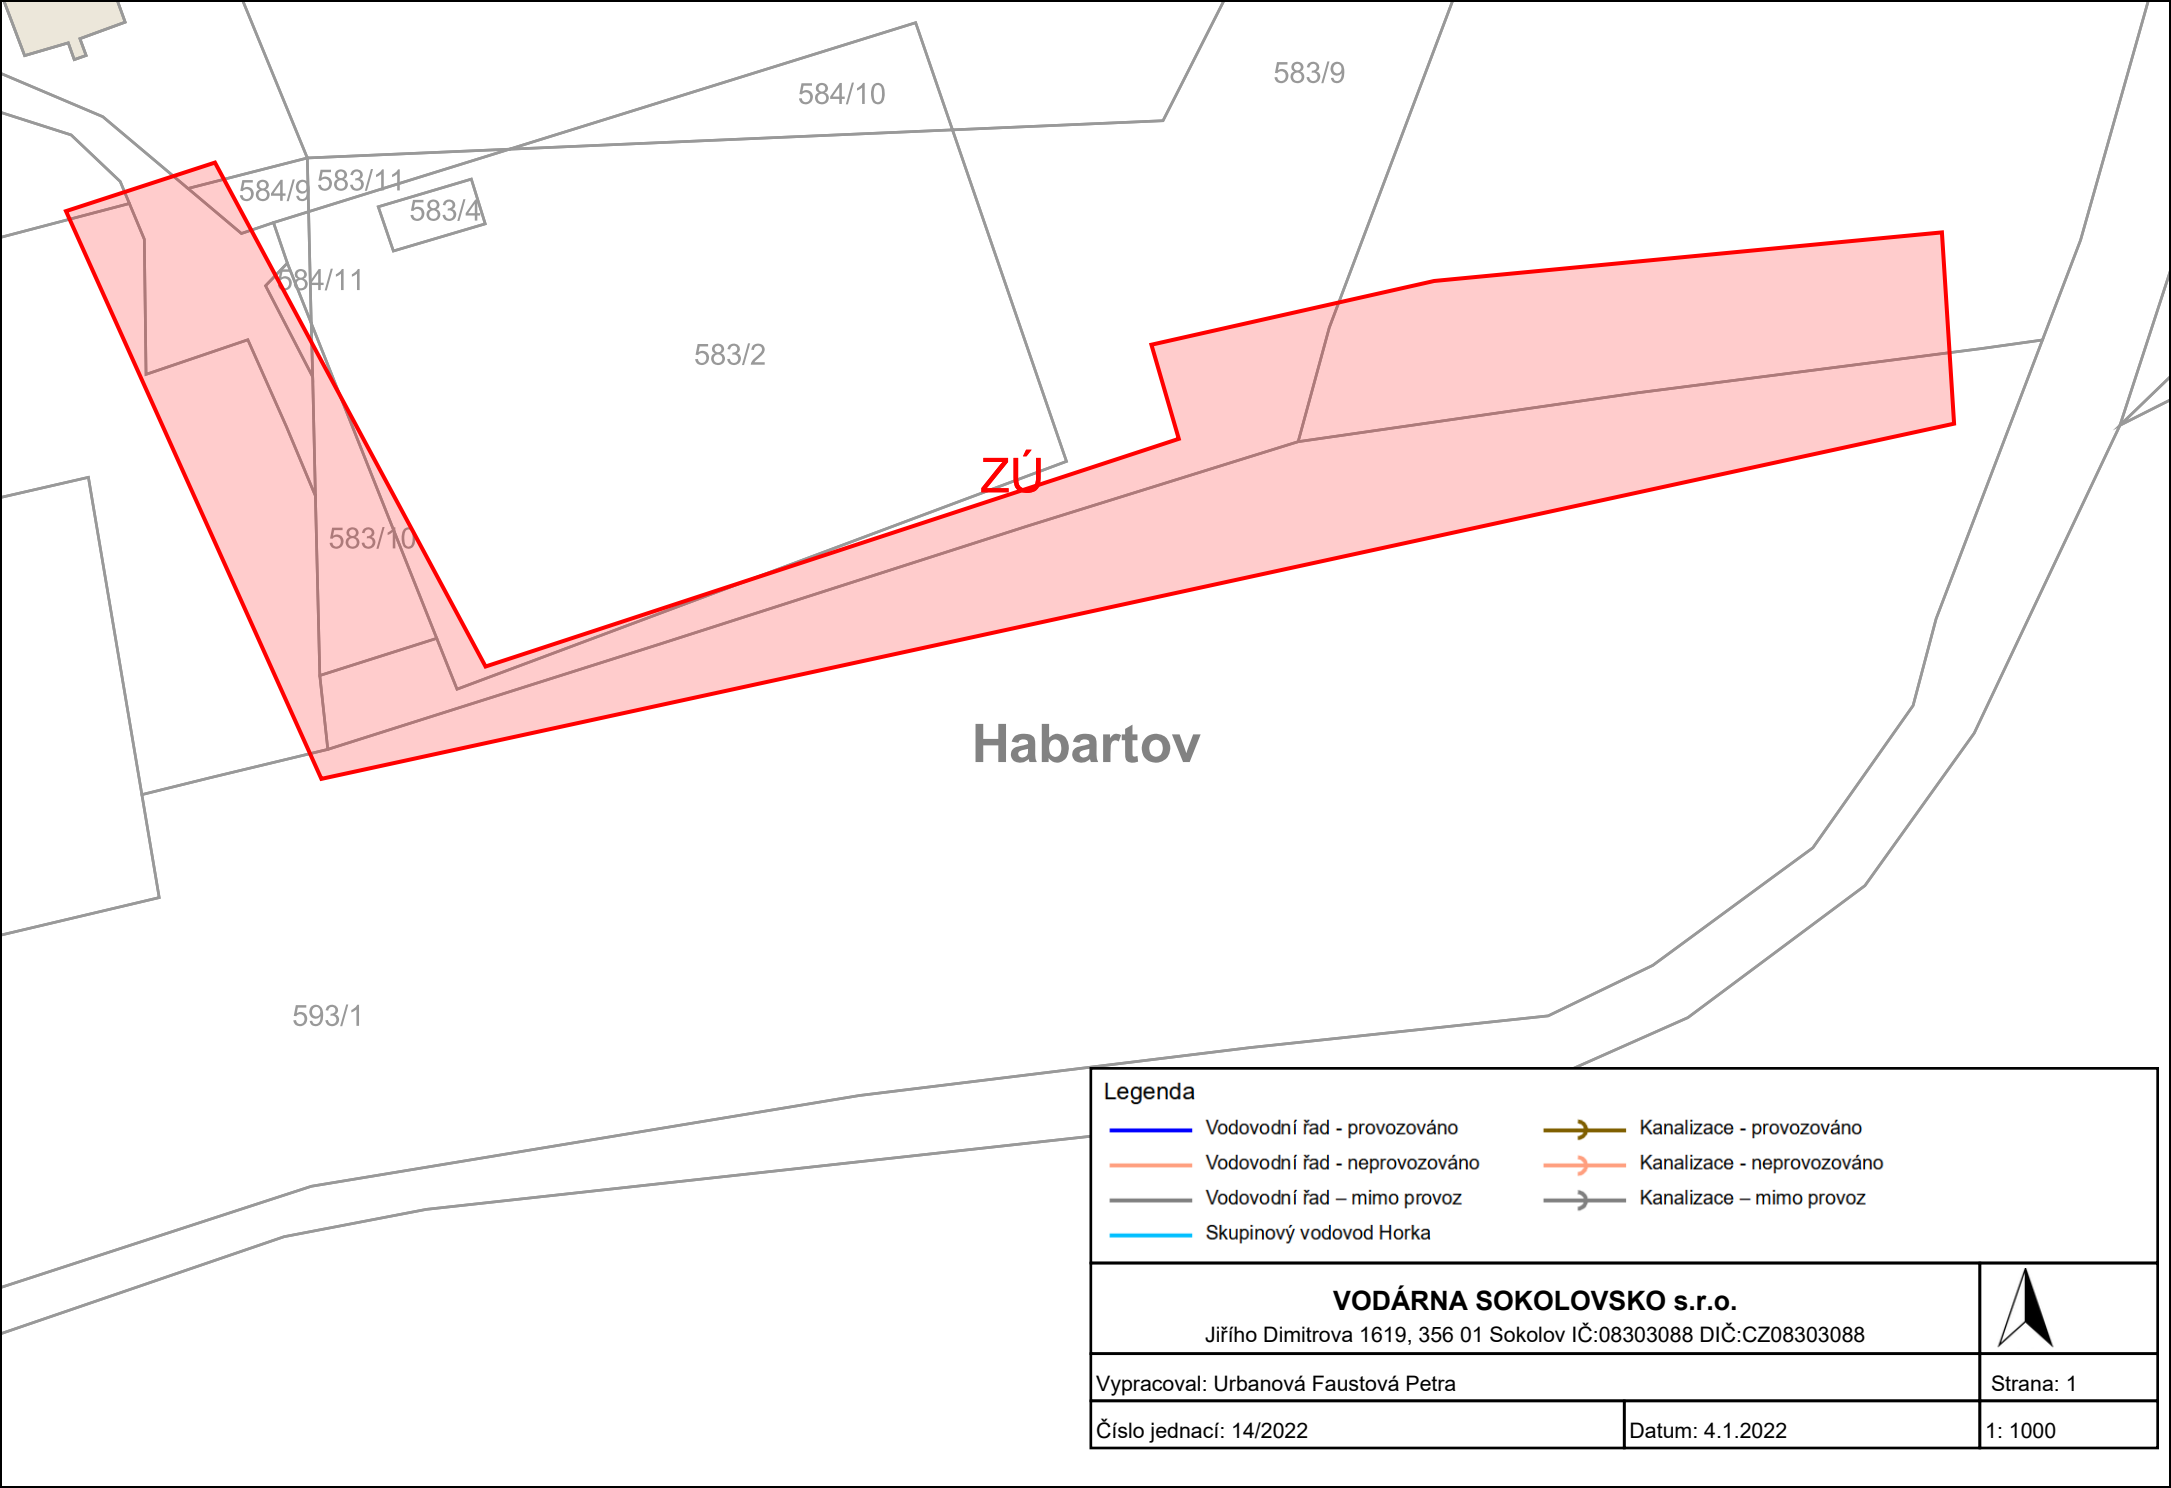 583/9
584/10
583/11
584/9
583/4
584/11
583/2
ZÚ
583/10
Habartov
593/1
Legenda
Vodovodní řad - provozováno
Kanalizace - provozováno
Vodovodní řad - neprovozováno
Kanalizace - neprovozováno
Vodovodní řad – mimo provoz
Kanalizace – mimo provoz
Skupinový vodovod Horka
VODÁRNA SOKOLOVSKO s.r.o.
Jiřího Dimitrova 1619, 356 01 Sokolov IČ:08303088 DIČ:CZ08303088
Vypracoval: Urbanová Faustová Petra
Strana: 1
Číslo jednací: 14/2022
Datum: 4.1.2022
1: 1000